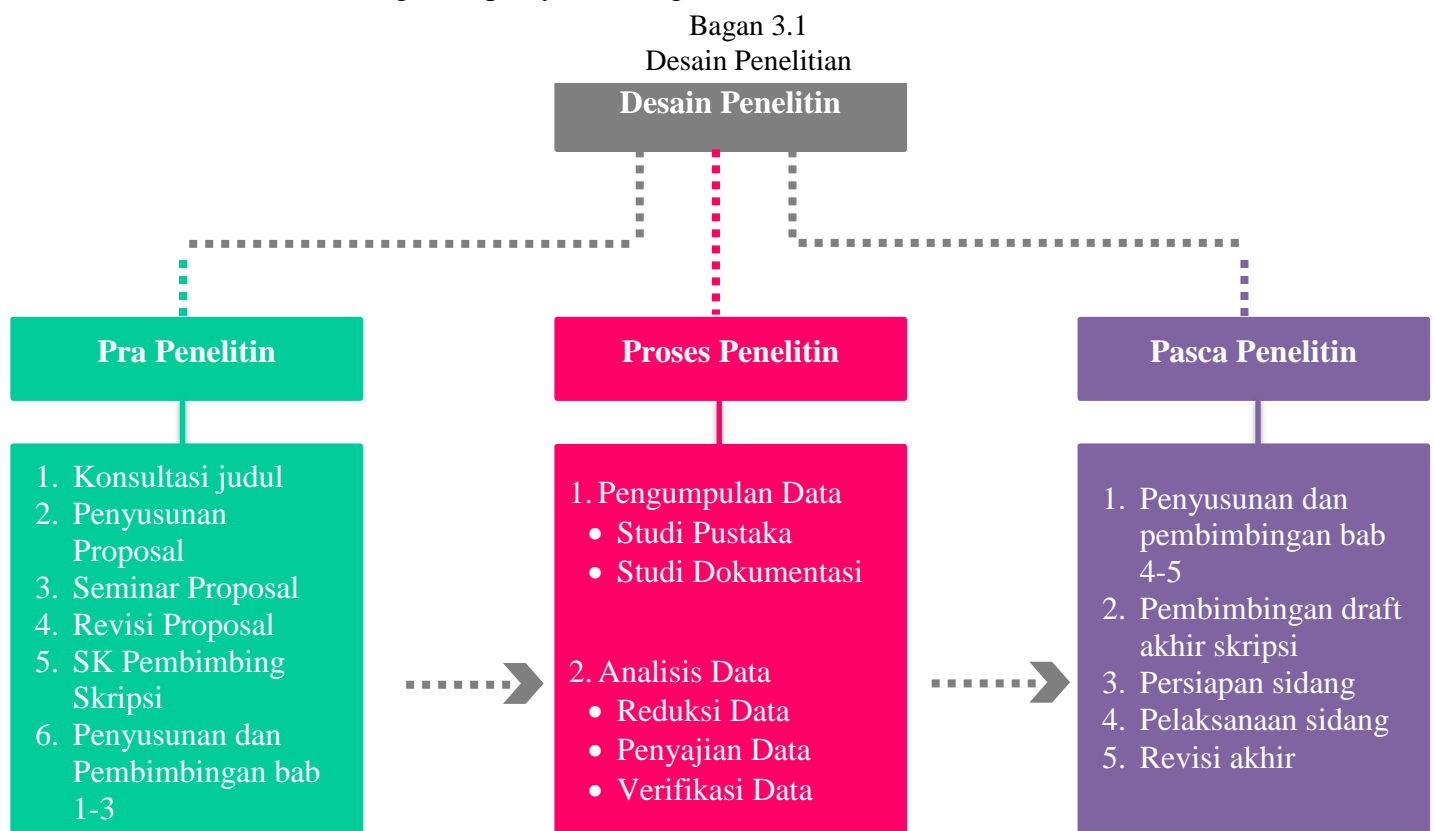 Bagan 3.1
Desain Penelitian
Desain Penelitin
Pra Penelitin
1. Konsultasi judul
2. Penyusunan
Proposal
3. Seminar Proposal
4. Revisi Proposal
5. SK Pembimbing
Skripsi
6. Penyusunan dan
Pembimbingan bab
1-3
Proses Penelitin
1. Pengumpulan Data
• Studi Pustaka
• Studi Dokumentasi
2. Analisis Data
• Reduksi Data
• Penyajian Data
• Verifikasi Data
Pasca Penelitin
1. Penyusunan dan
pembimbingan bab
4-5
2. Pembimbingan draft
akhir skripsi
3. Persiapan sidang
4. Pelaksanaan sidang
5. Revisi akhir